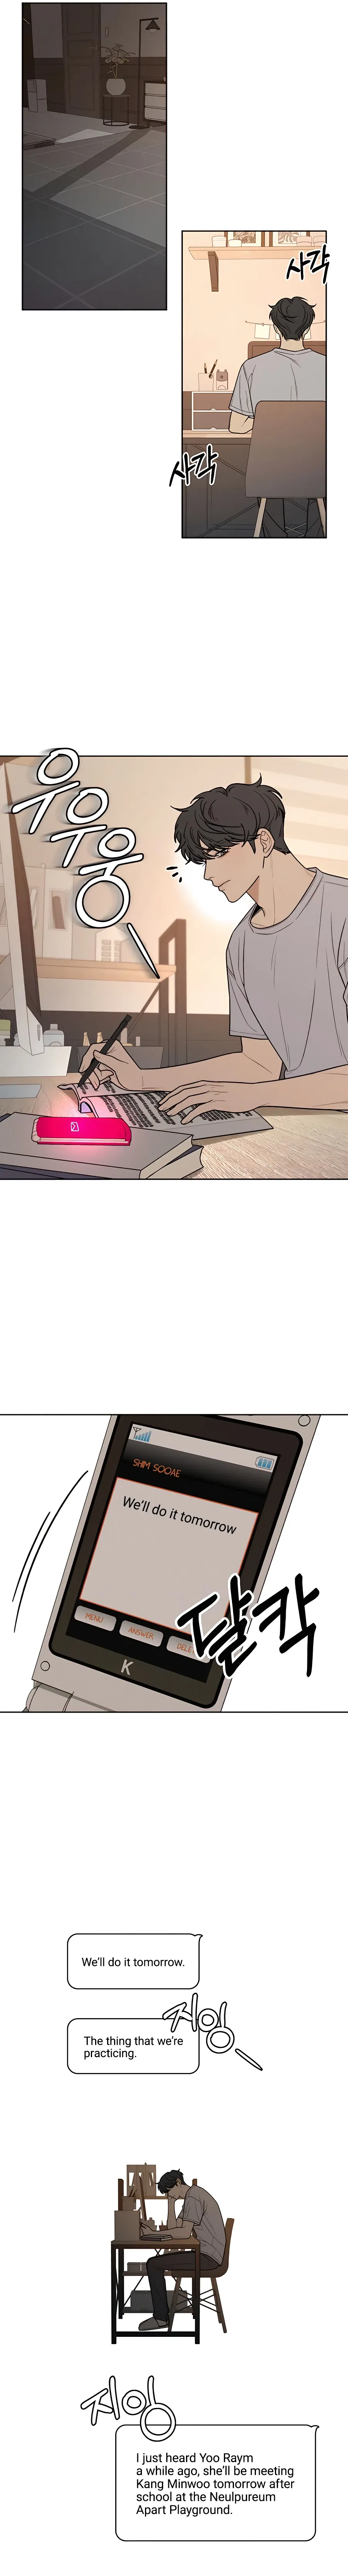 사각
사각
우우웅
SHIM SOOAE
We'll do it tomorrow
MENU
ANSWER
K
달칵
We'll do it tomorrow.
지잉
The thing that we're
practicing.
지잉
I just heard Yoo Raym
a while ago, she'll be meeting
Kang Minwoo tomorrow after
school at the Neulpureum
Apart Playground.